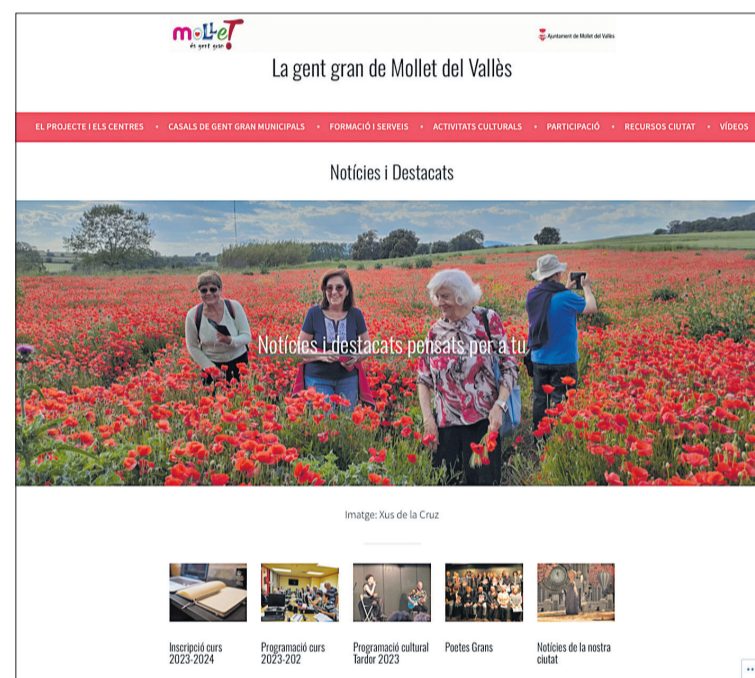 mollet
és gent gran
Ajuntament de Mollet del Vallès
La gent gran de Mollet del Vallès
EL PROJECTE I ELS CENTRES • CASALS DE GENT GRAN MUNICIPALS • FORMACIÓ I SERVEIS • ACTIVITATS CULTURALS • PARTICIPACIÓ • RECURSOS CIUTAT • VÍDEOS
Notícies i Destacats
Notícies i destacats pensats per a tu
Imatge: Xus de la Cruz
Inscripció curs
2023-2024
Programació curs
2023-202
Programació cultural
Tardor 2023
Poetes Grans
Notícies de la nostra
ciutat